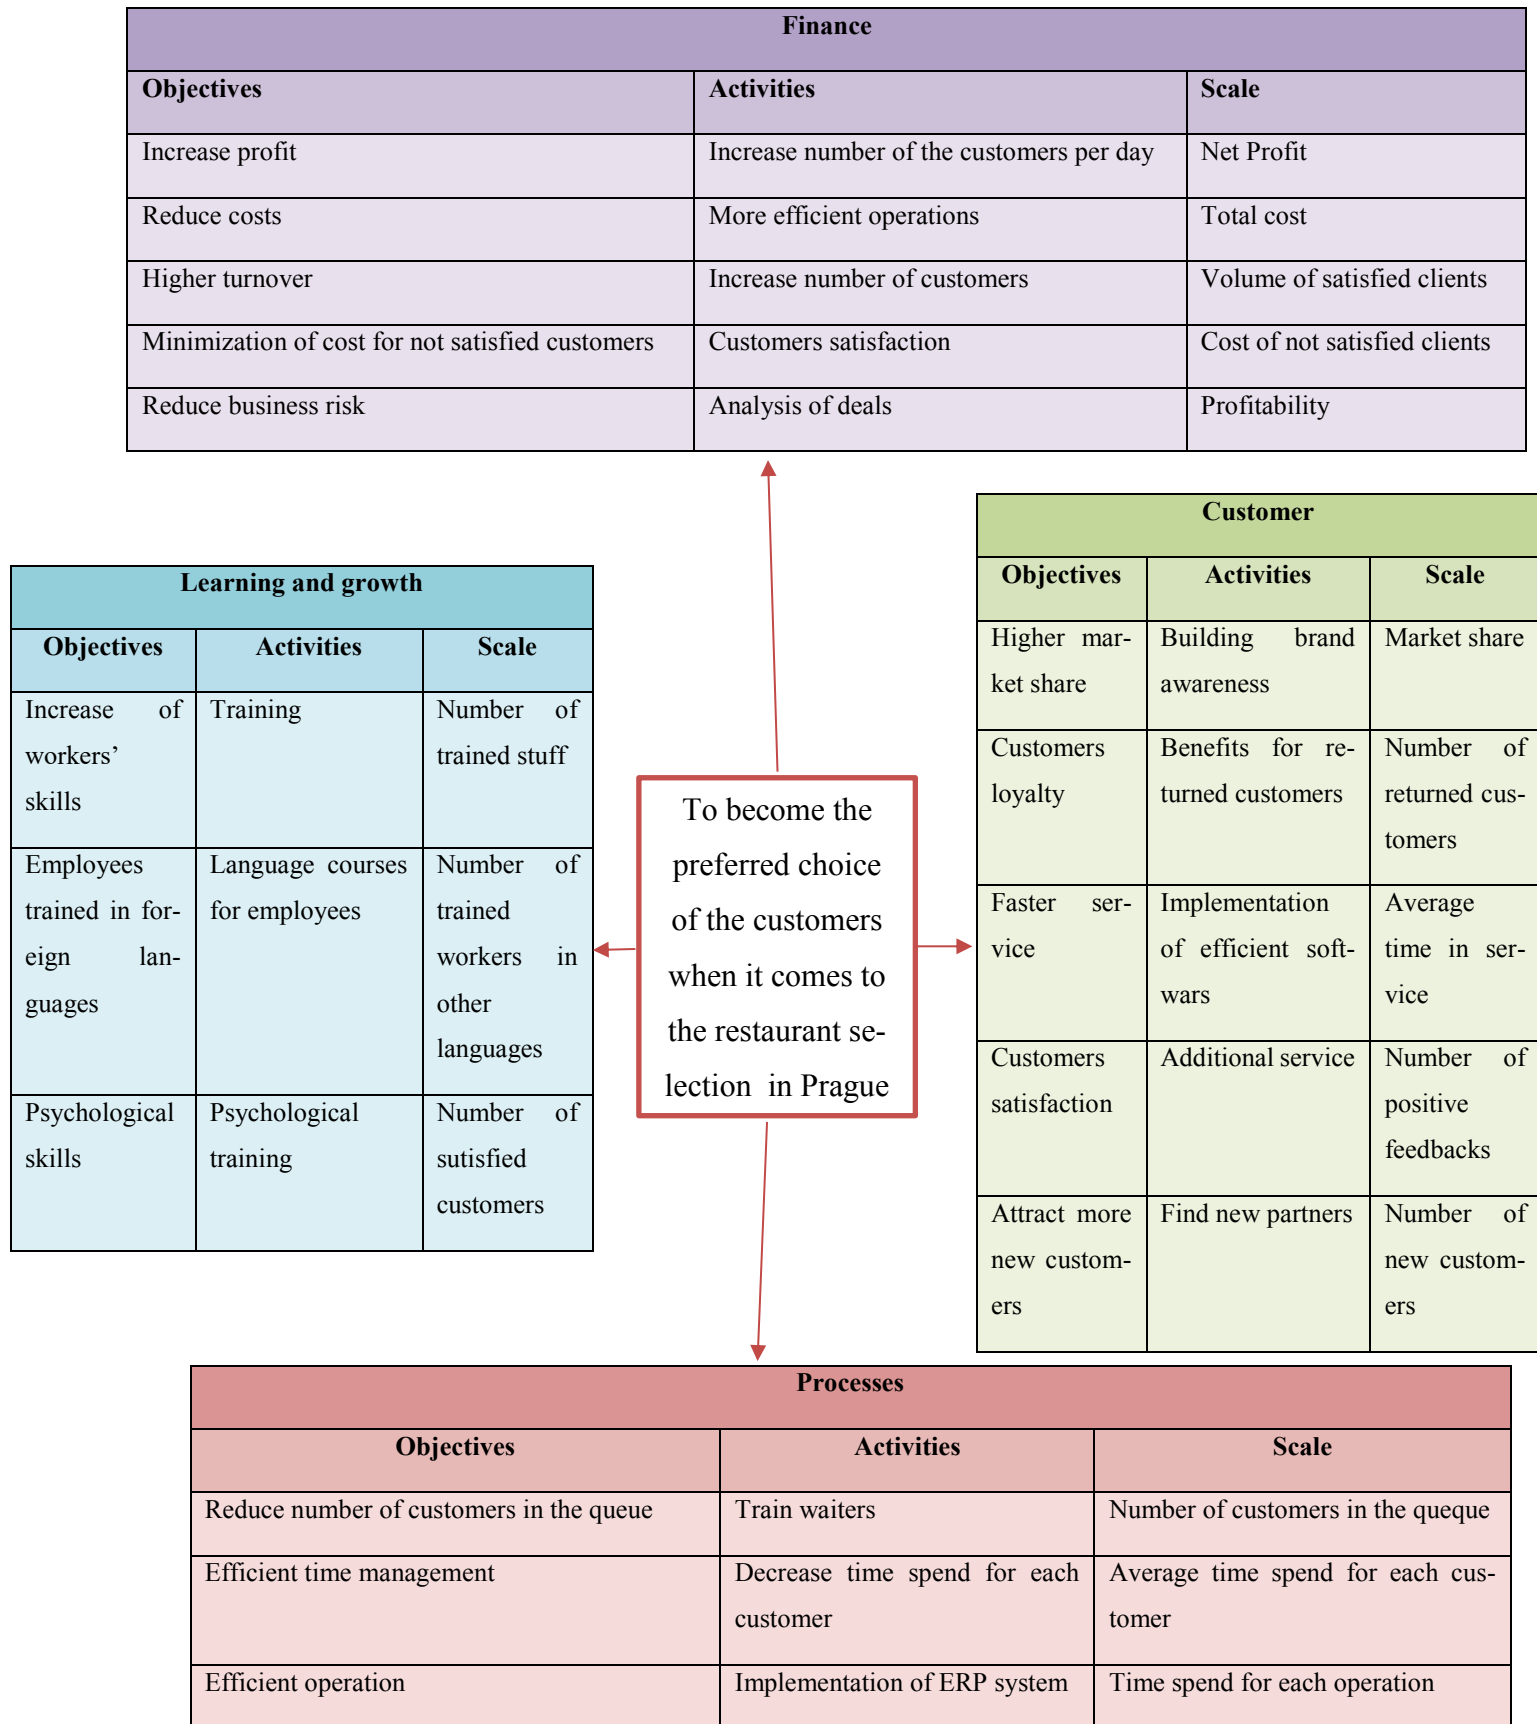 Finance
Objectives Activities Scale
Increase profit Increase number of the customers per day Net Profit
Reduce costs More efficient operations Total cost
Higher turnover Increase number of customers Volume of satisfied clients
Minimization of cost for not satisfied customers Customers satisfaction Cost of not satisfied clients
Reduce business risk Analysis of deals Profitability
Learning and growth
Objectives Activities Scale
Increase of
workers’
skills
Training
Number of
trained stuff
Employees
trained in for-
eign lan-
guages
Language courses
for employees
Number of
trained
workers in
other
languages
Psychological
skills
Psychological
training
Number of
sutisfied
customers
To become the
preferred choice
of the customers
when it comes to
the restaurant se-
lection in Prague
Customer
Objectives Activities Scale
Higher mar-
ket share
Building brand
awareness
Market share
Customers
loyalty
Benefits for re-
turned customers
Number of
returned cus-
tomers
Faster ser-
vice
Implementation
of efficient soft-
wars
Average
time in ser-
vice
Customers
satisfaction
Additional service
Number of
positive
feedbacks
Attract more
new custom-
ers
Find new partners
Number of
new custom-
ers
Processes
Objectives Activities Scale
Reduce number of customers in the queue Train waiters Number of customers in the queque
Efficient time management
Decrease time spend for each
customer
Average time spend for each cus-
tomer
Efficient operation Implementation of ERP system Time spend for each operation